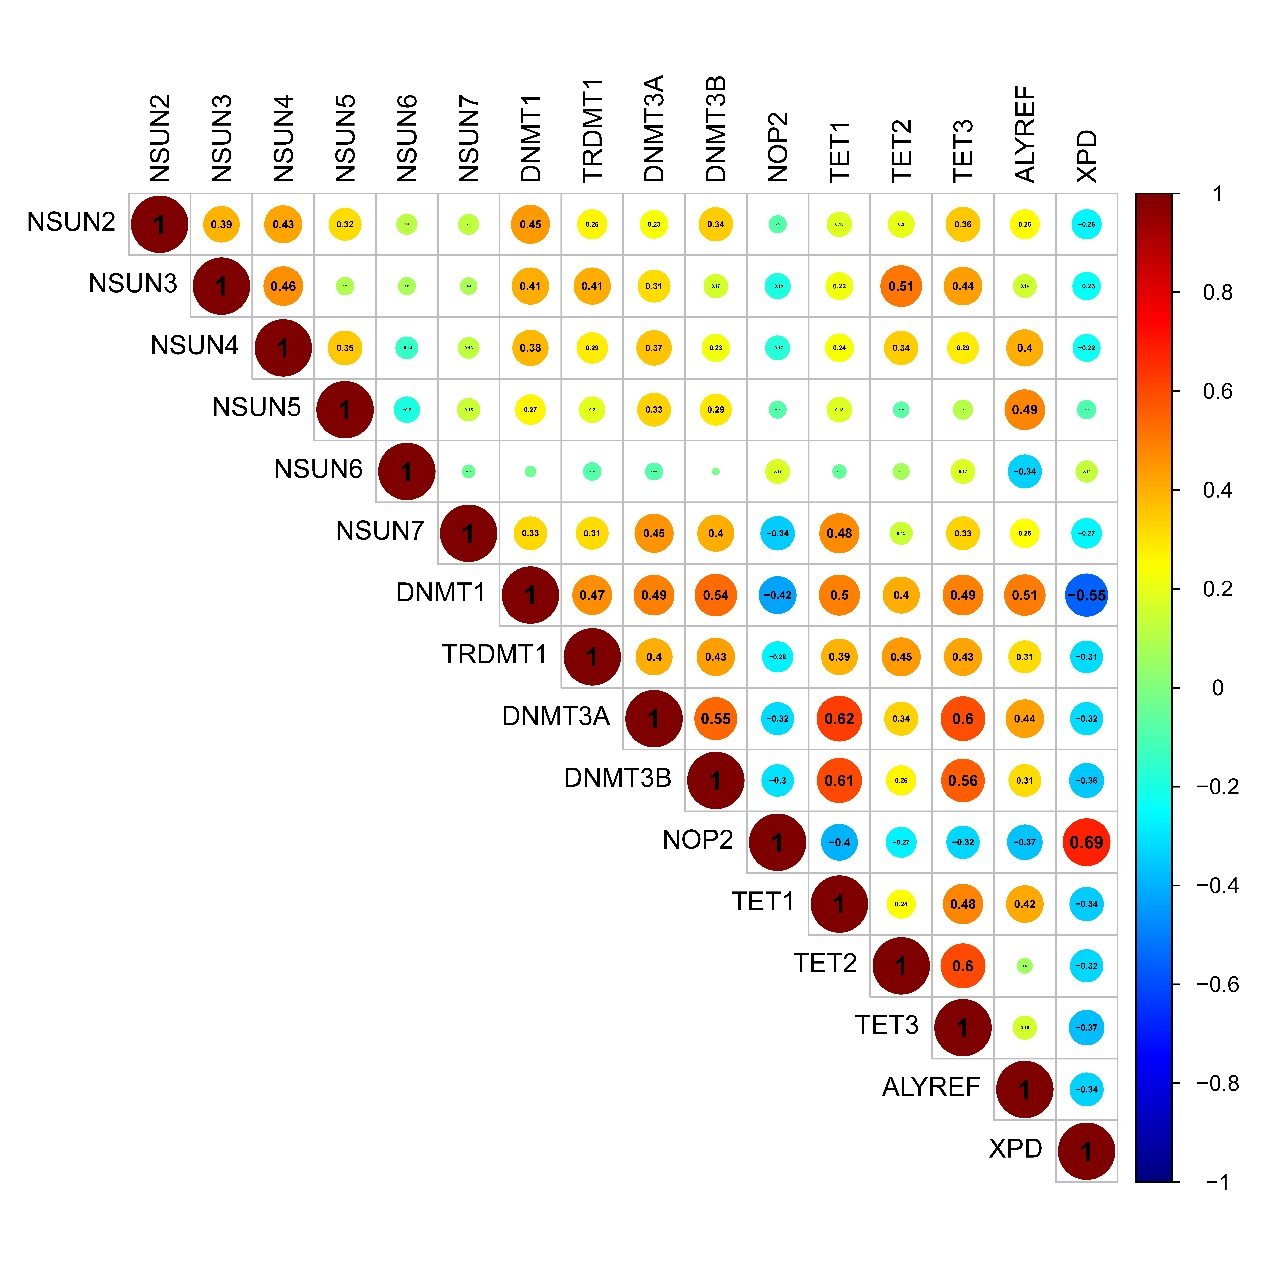 NSUN2 NSUN3 NSUN4 NSUN5 NSUN6 NSUN7 DNMT1 TRDMT1 DNMT3A DNMT3B NOP2 TET1 TET2 TET3 ALYREF XPD
NSUN2 1 0.39 0.43 0.32 0.45 0.26 0.23 0.34 0.36 0.26 −0.26
NSUN3 1 0.46 0.41 0.41 0.31 0.17 0.22 0.51 0.44 −0.23
NSUN4 1 0.35 0.38 0.29 0.37 0.23 0.24 0.34 0.29 0.4 −0.22
NSUN5 1 0.27 0.33 0.29 0.49
NSUN6 1 −0.34
NSUN7 1 0.33 0.31 0.45 0.4 −0.34 0.48 0.33 0.26 −0.27
DNMT1 1 0.47 0.49 0.54 −0.42 0.5 0.4 0.49 0.51 −0.55
TRDMT1 1 0.4 0.43 −0.28 0.39 0.45 0.43 0.31 −0.31
DNMT3A 1 0.55 −0.32 0.62 0.34 0.6 0.44 −0.32
DNMT3B 1 −0.3 0.61 0.26 0.56 0.31 −0.36
NOP2 1 −0.4 −0.27 −0.32 −0.37 0.69
TET1 1 0.24 0.48 0.42 −0.34
TET2 1 0.6 −0.32
TET3 1 −0.37
ALYREF 1 −0.34
XPD 1
1
0.8
0.6
0.4
0.2
0
−0.2
−0.4
−0.6
−0.8
−1